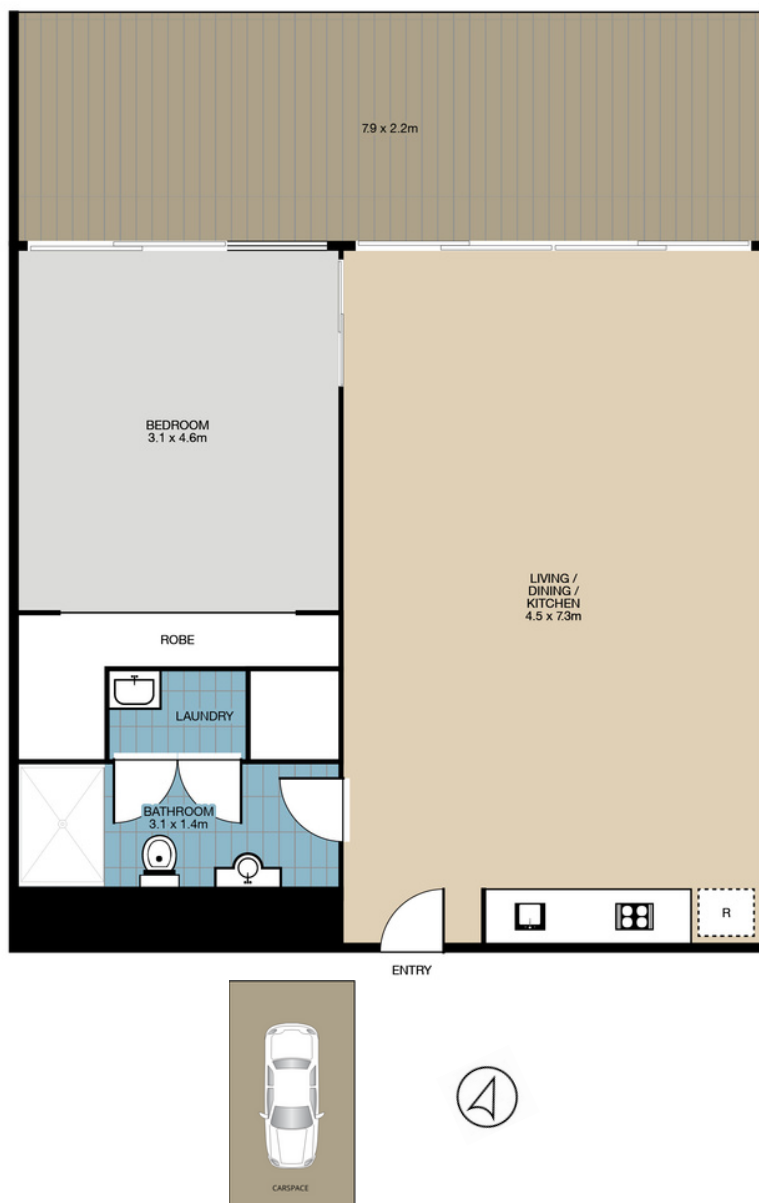 7.9 x 2.2m
BEDROOM
3.1 x 4.6m
LIVING /
DINING /
KITCHEN
4.5 x 7.3m
ROBE
LAUNDRY
BATHROOM
3.1 x 1.4m
R
ENTRY
CARSPACE